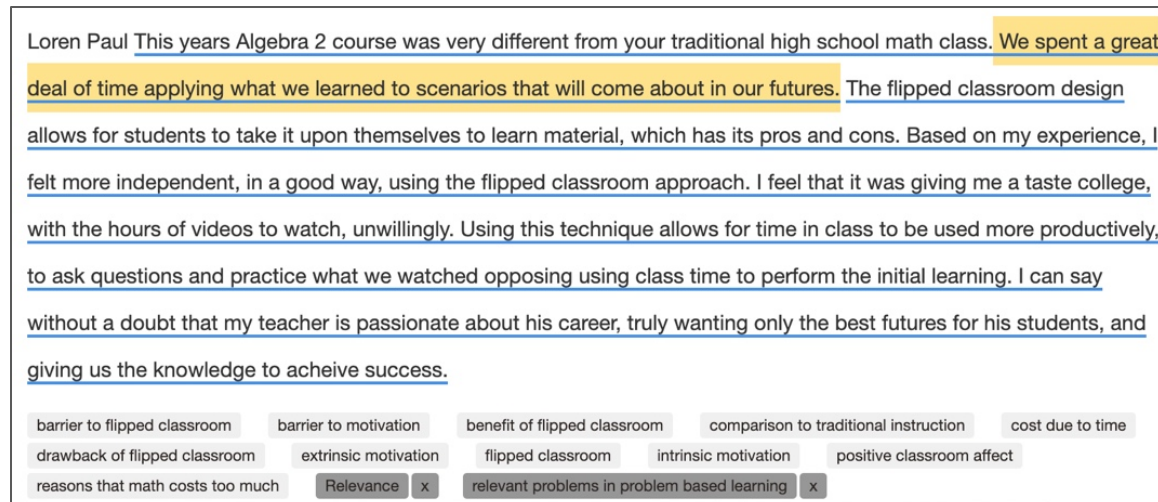 Loren Paul This years Algebra 2 course was very different from your traditional high school math class. We spent a great
deal of time applying what we learned to scenarios that will come about in our futures. The flipped classroom design
allows for students to take it upon themselves to learn material, which has its pros and cons. Based on my experience, I
felt more independent, in a good way, using the flipped classroom approach. I feel that it was giving me a taste college,
with the hours of videos to watch, unwillingly. Using this technique allows for time in class to be used more productively,
to ask questions and practice what we watched opposing using class time to perform the initial learning. I can say
without a doubt that my teacher is passionate about his career, truly wanting only the best futures for his students, and
giving us the knowledge to acheive success.
barrier to flipped classroom barrier to motivation benefit of flipped classroom comparison to traditional instruction cost due to time
drawback of flipped classroom extrinsic motivation flipped classroom intrinsic motivation positive classroom affect
reasons that math costs too much Relevance x relevant problems in problem based learning x